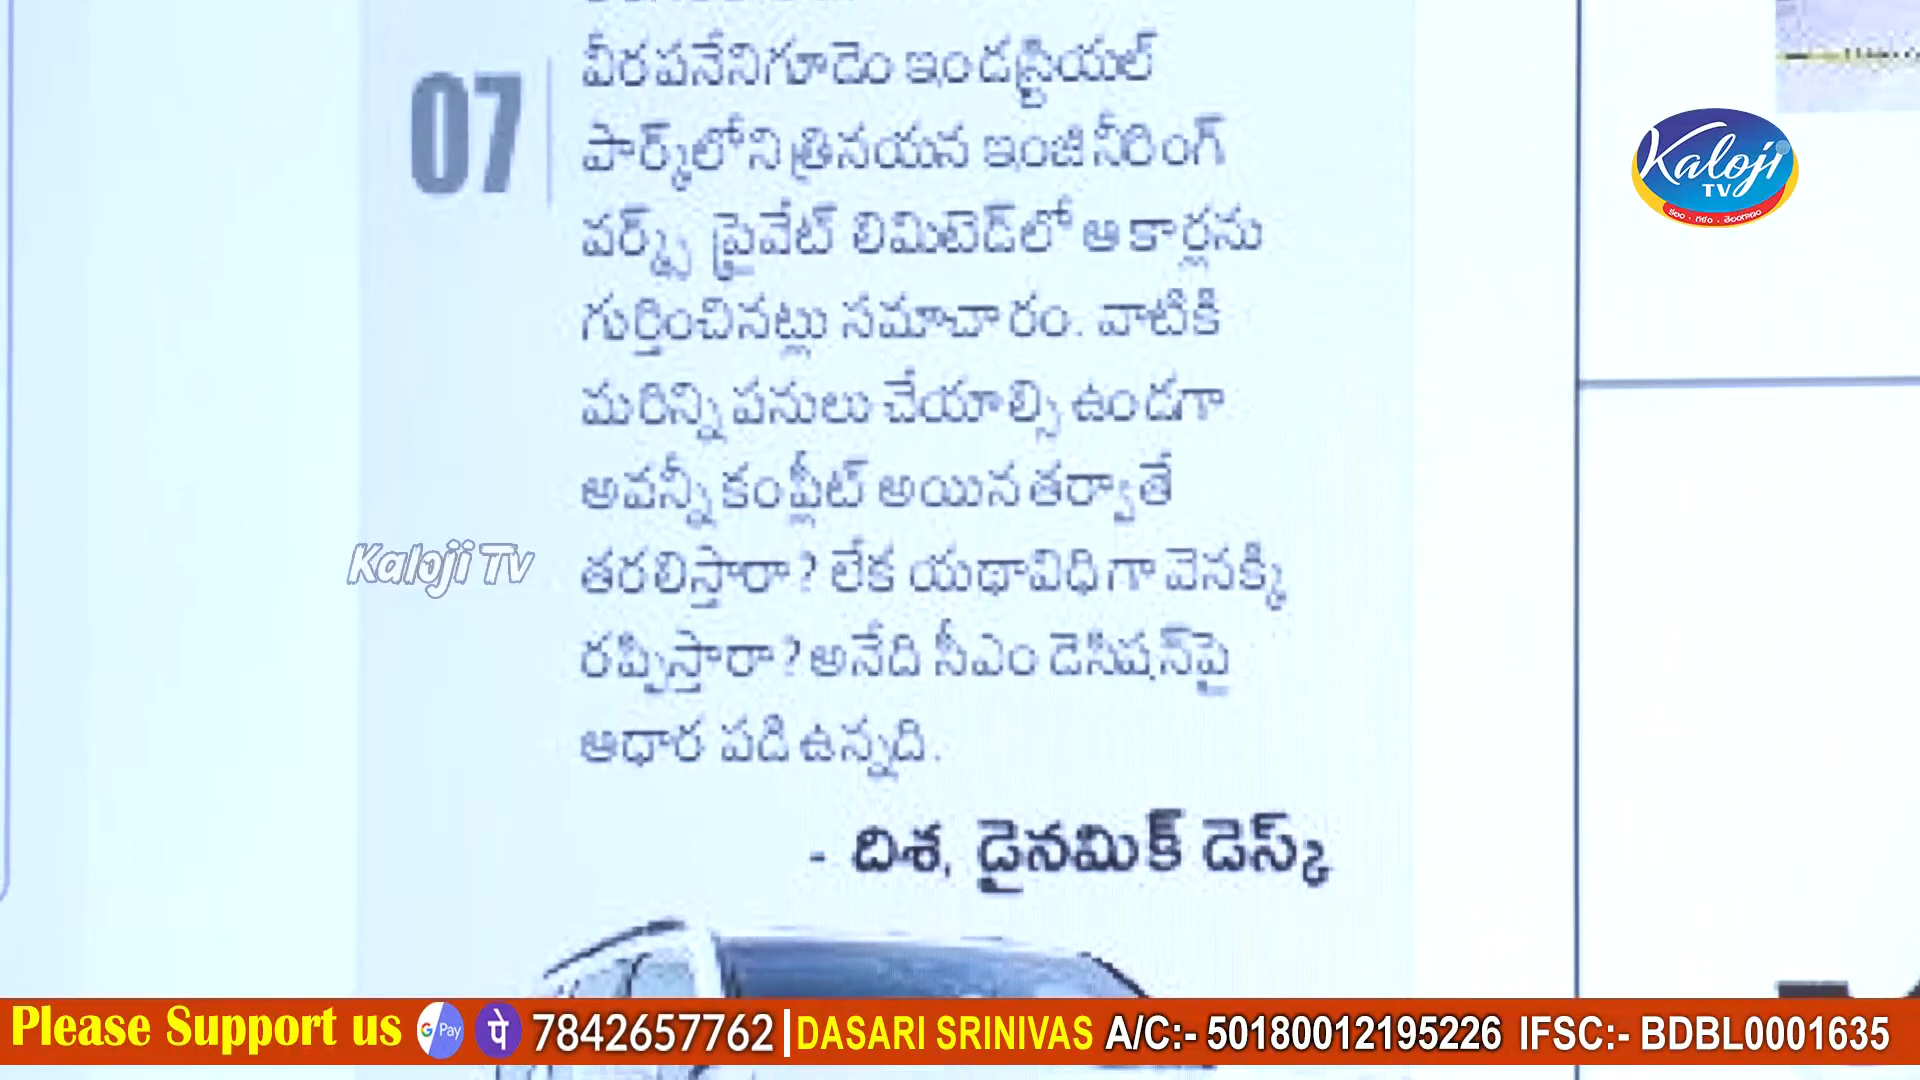 07
వీరపనేనిగూడెం ఇండస్ట్రియల్
పార్క్‌లోని త్రినయన ఇంజినీరింగ్
వర్క్స్ ప్రైవేట్ లిమిటెడ్‌లో ఆ కార్లను
గుర్తించినట్లు సమాచారం. వాటికి
మరిన్ని పనులు చేయాల్సి ఉండగా
అవన్నీ కంప్లీట్ అయిన తర్వాతే
తరలిస్తారా? లేక యథావిధిగా వెనక్కి
రప్పిస్తారా? అనేది సీఎం డెసిషన్‌పై
ఆధార పడి ఉన్నది.
- దిశ, డైనమిక్ డెస్క్
Kaloji TV
Kaloji Tv
Please Support us G Pay పే 7842657762 | DASARI SRINIVAS A/C:- 50180012195226 IFSC:- BDBL0001635